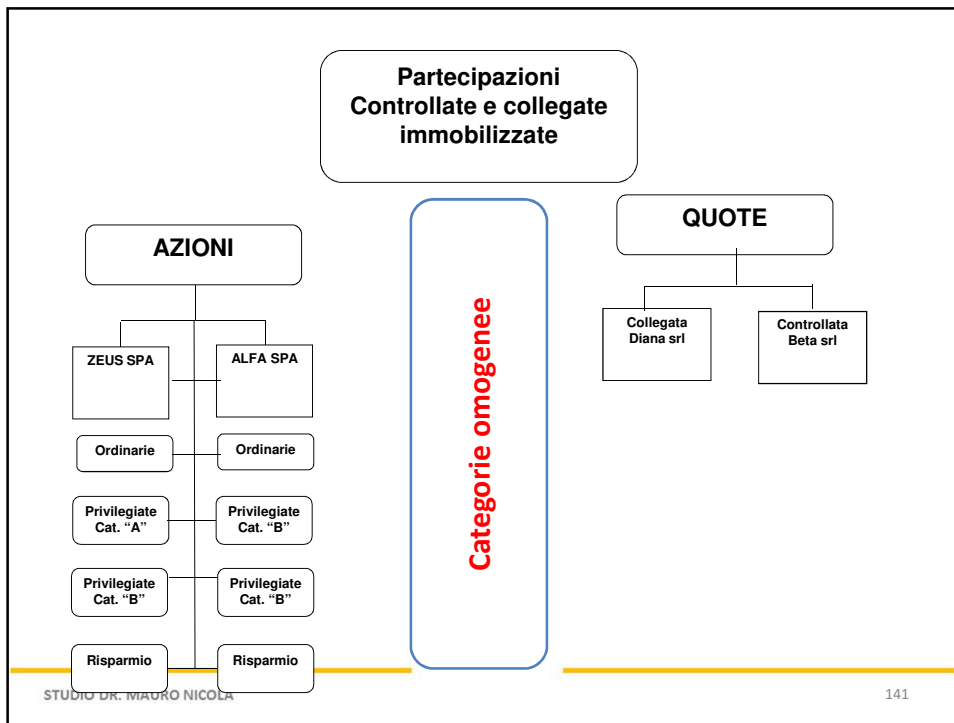 Partecipazioni
Controllate e collegate
immobilizzate
AZIONI
QUOTE
Categorie omogenee
ZEUS SPA
ALFA SPA
Collegata
Diana srl
Controllata
Beta srl
Ordinarie
Ordinarie
Privilegiate
Cat. “A”
Privilegiate
Cat. “B”
Privilegiate
Cat. “B”
Privilegiate
Cat. “B”
Risparmio
Risparmio
STUDIO DR. MAURO NICOLA
141